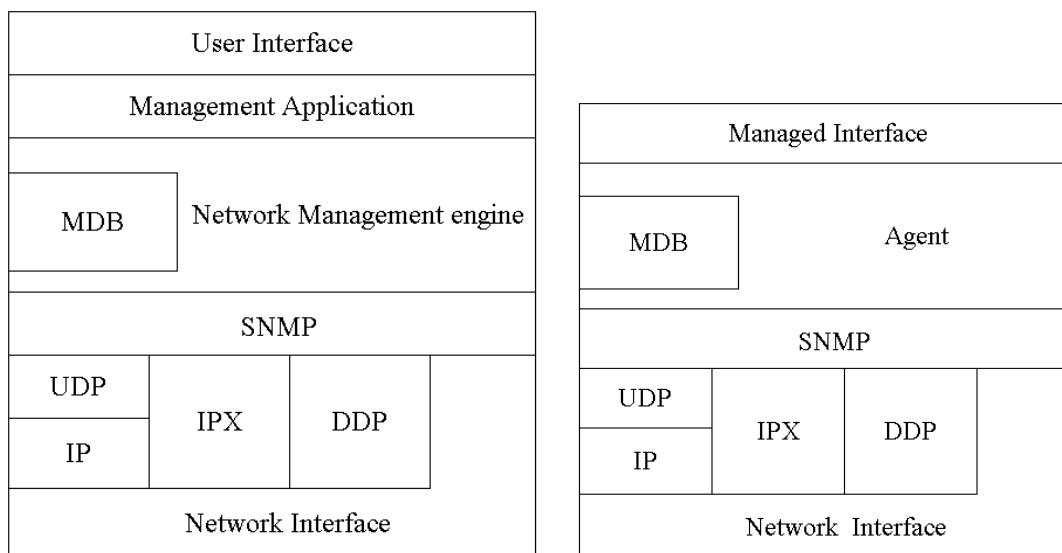 User Interface
Management Application
MDB
Network Management engine
SNMP
UDP
IP
IPX
DDP
Network Interface
Managed Interface
MDB
Agent
SNMP
UDP
IP
IPX
DDP
Network Interface